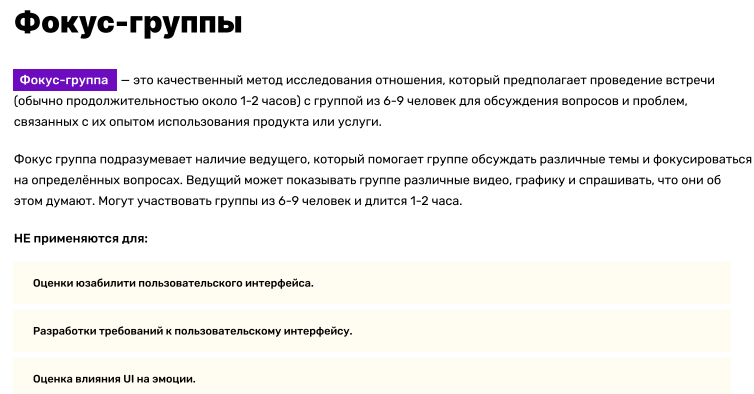 Фокус-группы
Фокус-группа — это качественный метод исследования отношения, который предполагает проведение встречи
(обычно продолжительностью около 1-2 часов) с группой из 6-9 человек для обсуждения вопросов и проблем,
связанных с их опытом использования продукта или услуги.
Фокус группа подразумевает наличие ведущего, который помогает группе обсуждать различные темы и фокусироваться
на определённых вопросах. Ведущий может показывать группе различные видео, графику и спрашивать, что они об
этом думают. Могут участвовать группы из 6-9 человек и длится 1-2 часа.
НЕ применяются для:
Оценки юзабилити пользовательского интерфейса.
Разработки требований к пользовательскому интерфейсу.
Оценка влияния UI на эмоции.